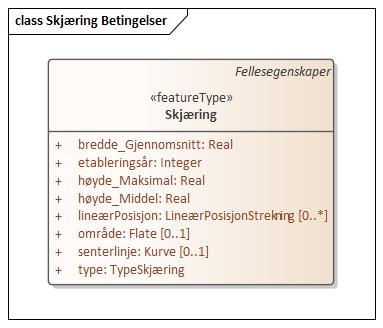 class Skjæring Betingelser
Fellesegenskaper
«featureType»
Skjæring
+ bredde_Gjennomsnitt: Real
+ etableringsår: Integer
+ høyde_Maksimal: Real
+ høyde_Middel: Real
+ lineærPosisjon: LineærPosisjonStrekning [0..*]
+ område: Flate [0..1]
+ senterlinje: Kurve [0..1]
+ type: TypeSkjæring